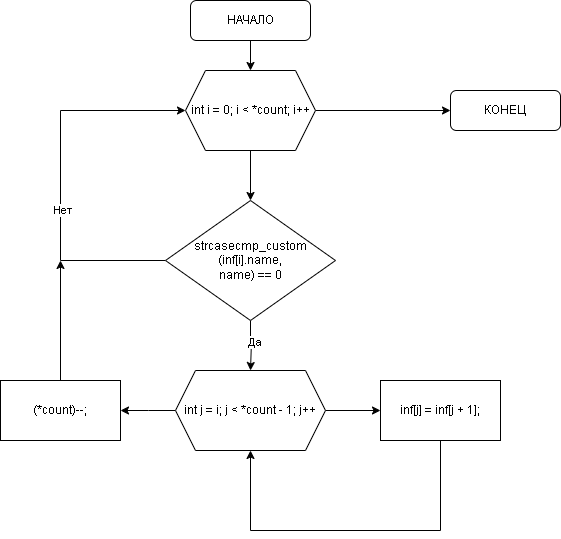 НАЧАЛО
int i = 0; i < *count; i++
КОНЕЦ
Нет
strcasecmp_custom
(inf[i].name,
name) == 0
Да
(*count)--;
int j = i; j < *count - 1; j++
inf[j] = inf[j + 1];